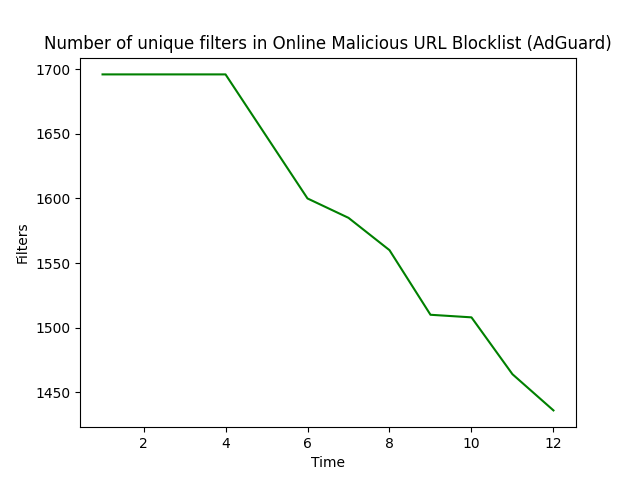 Number of unique filters in Online Malicious URL Blocklist (AdGuard)
1700
1650
1600
1550
1500
1450
Filters
2 4 6 8 10 12
Time